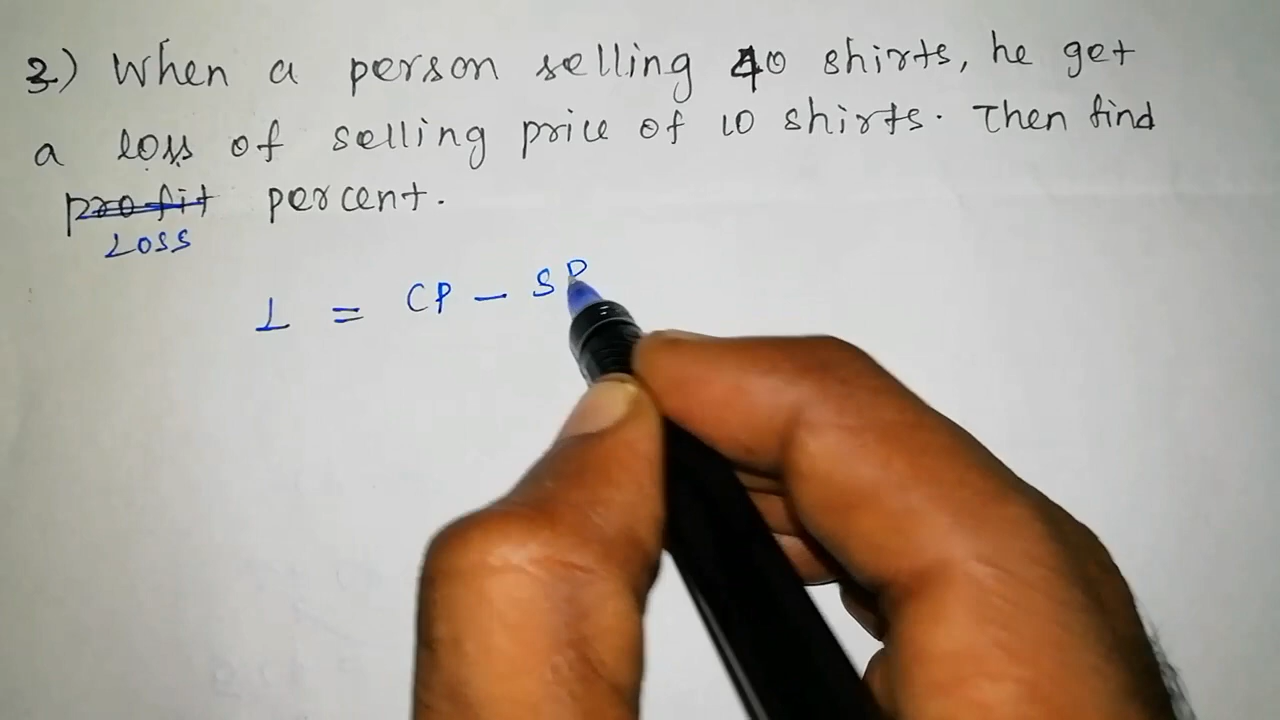 3) When a person selling 40 shirts, he get
a loss of selling price of 10 shirts. Then find
profit percent.
Loss
L = CP - SP